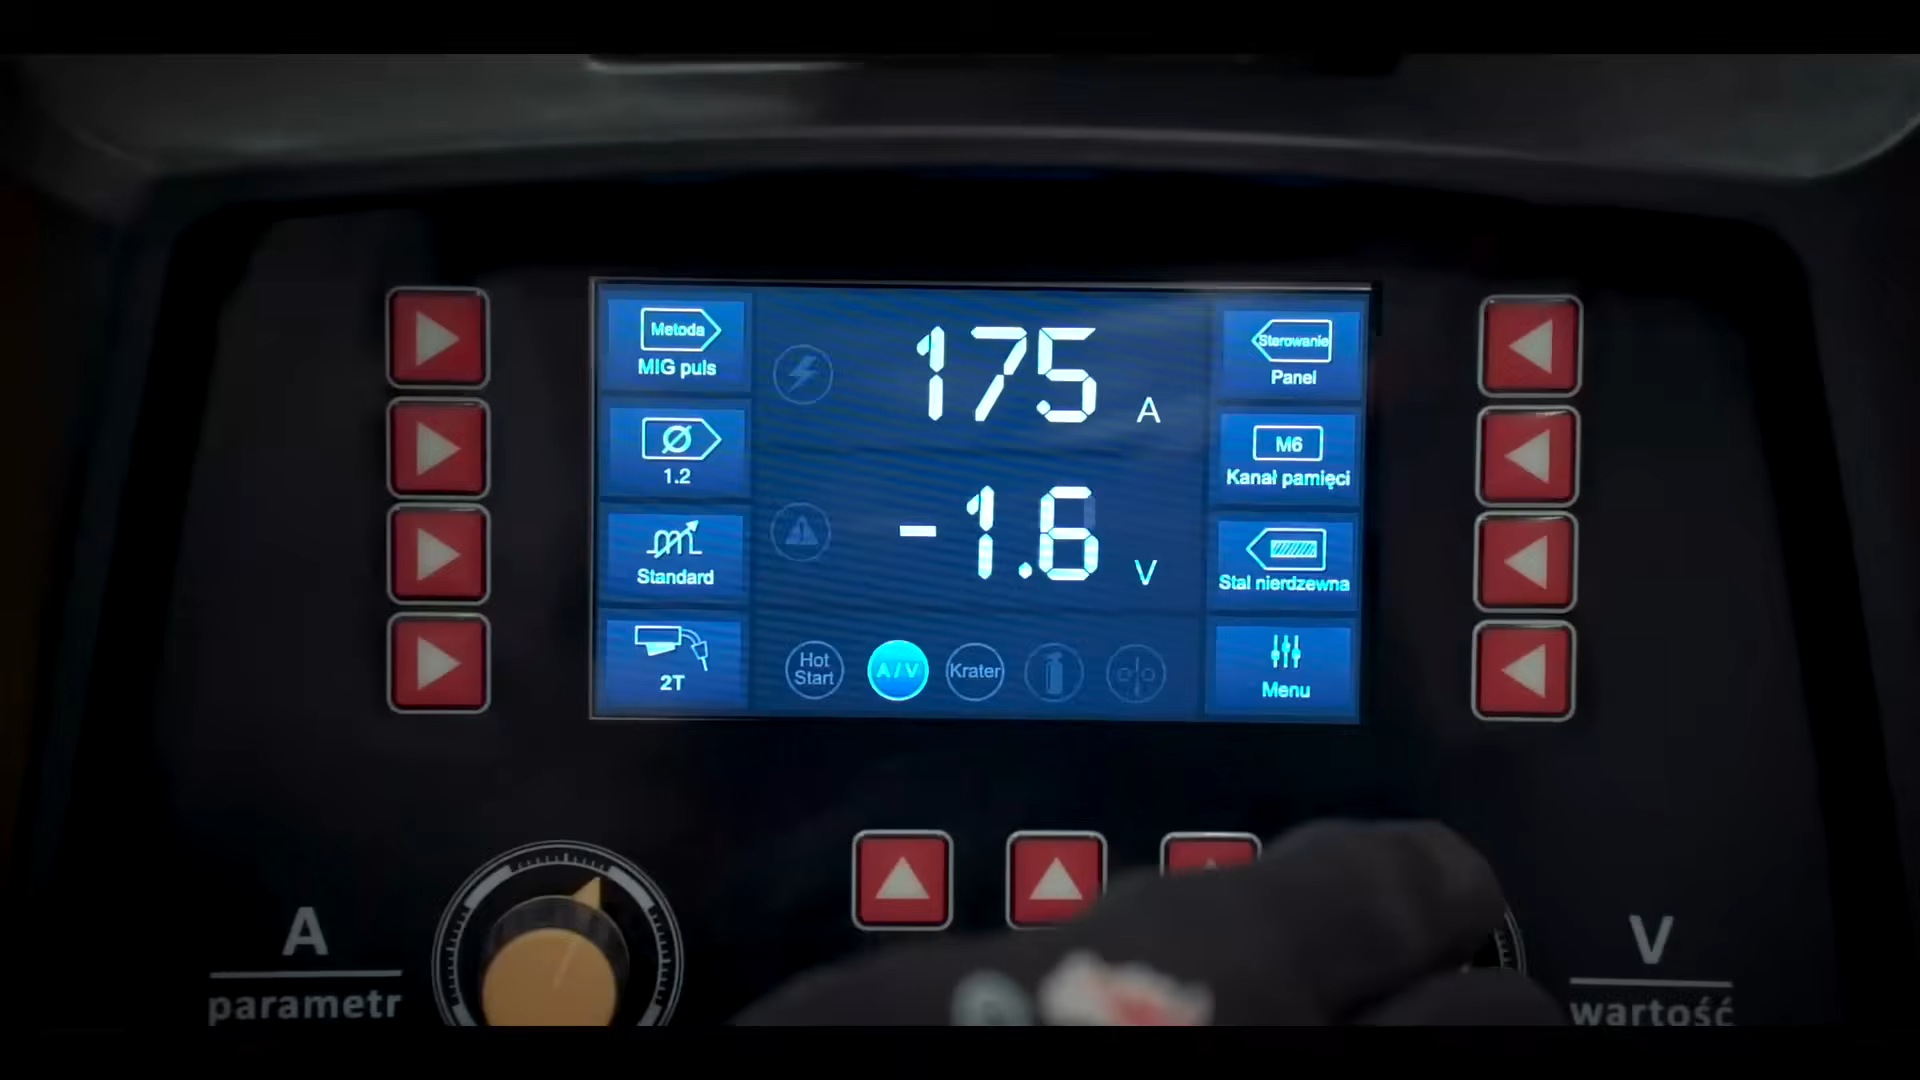 Metoda
MIG puls
1.2
Standard
2T
175 A
-1.6 V
Hot
Start
A/V
Krater
Sterowanie
Panel
M6
Kanał pamięci
Stal nierdzewna
Menu
A
parametr
V
wartość